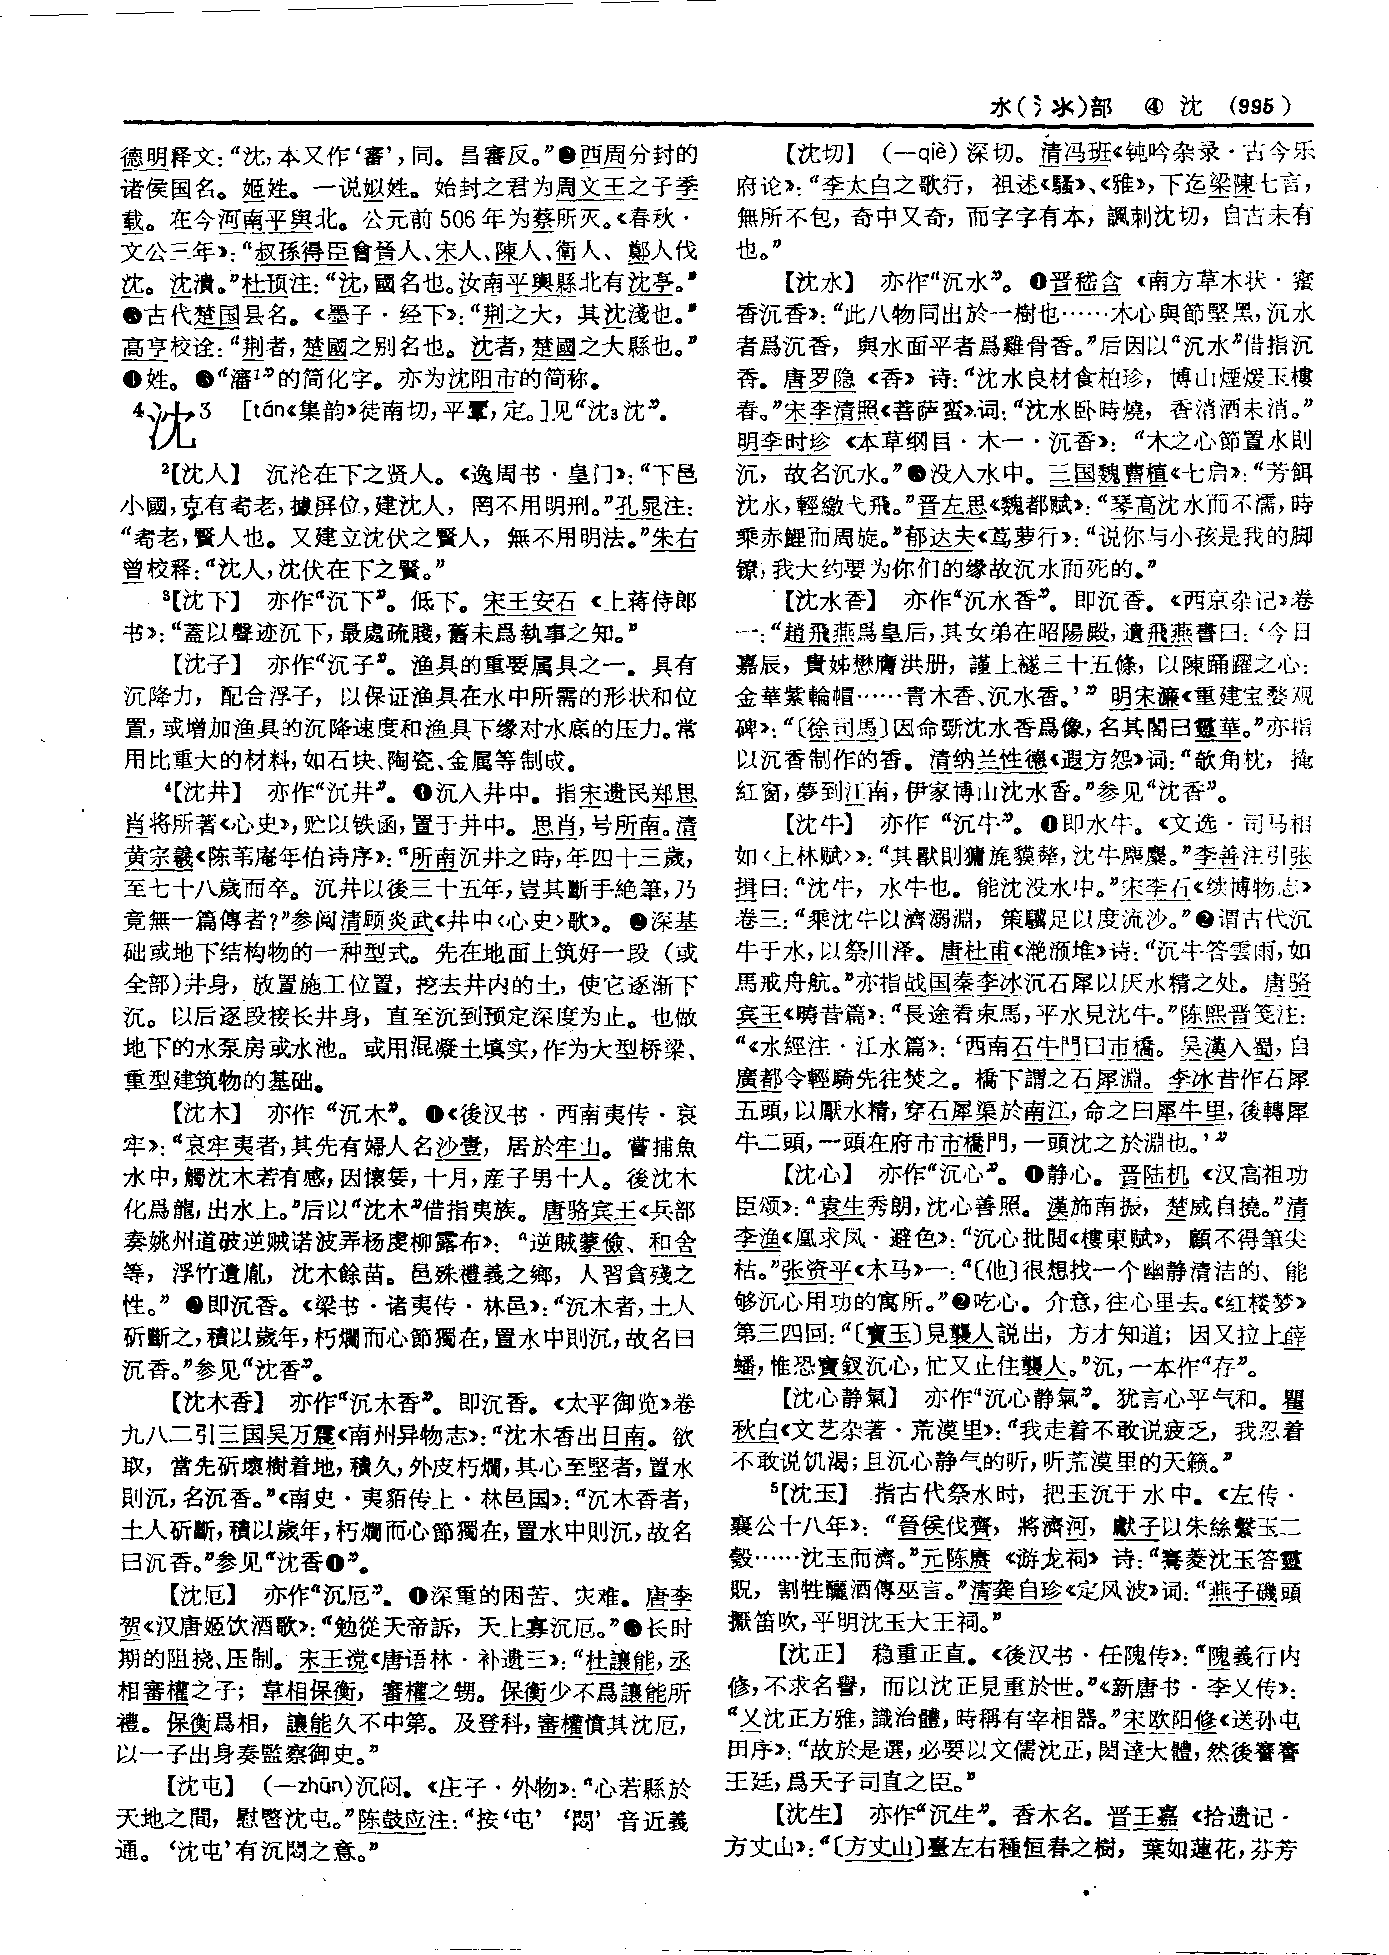 水(氵氺)部 ④ 沈 (995)
德明释文：“沈，本又作‘審’，同。昌審反。”❷西周分封的
诸侯国名。姬姓。一说姒姓。始封之君为周文王之子季
载。在今河南平舆北。公元前506年为蔡所灭。《春秋·
文公三年》：“叔孫得臣會晉人、宋人、陳人、衛人、鄭人伐
沈。沈潰。”杜预注：“沈，國名也。汝南平輿縣北有沈亭。”
❸古代楚国县名。《墨子·经下》：“荆之大，其沈淺也。”
高亨校诠：“荆者，楚國之别名也。沈者，楚國之大縣也。”
❹姓。❺“瀋¹”的简化字。亦为沈阳市的简称。
4沈3 [tán《集韵》徒南切，平覃，定。]见“沈3沈”。
²【沈人】 沉沦在下之贤人。《逸周书·皇门》：“下邑
小國，克有耇老，據屏位，建沈人，罔不用明刑。”孔晁注：
“耇老，賢人也。又建立沈伏之賢人，無不用明法。”朱右
曾校释：“沈人，沈伏在下之賢。”
³【沈下】 亦作“沉下”。低下。宋王安石《上蒋侍郎
书》：“蓋以聲迹沉下，最處疏賤，舊未爲執事之知。”
【沈子】 亦作“沉子”。渔具的重要属具之一。具有
沉降力，配合浮子，以保证渔具在水中所需的形状和位
置，或增加渔具的沉降速度和渔具下缘对水底的压力。常
用比重大的材料，如石块、陶瓷、金属等制成。
⁴【沈井】 亦作“沉井”。❶沉入井中。指宋遗民郑思
肖将所著《心史》，贮以铁函，置于井中。思肖，号所南。清
黄宗羲《陈苇庵年伯诗序》：“所南沉井之時，年四十三歲，
至七十八歲而卒。沉井以後三十五年，豈其斷手絶筆，乃
竟無一篇傳者？”参阅清顾炎武《井中〈心史〉歌》。❷深基
础或地下结构物的一种型式。先在地面上筑好一段（或
全部）井身，放置施工位置，挖去井内的土，使它逐渐下
沉。以后逐段接长井身，直至沉到预定深度为止。也做
地下的水泵房或水池。或用混凝土填实，作为大型桥梁、
重型建筑物的基础。
【沈木】 亦作“沉木”。❶《後汉书·西南夷传·哀
牢》：“哀牢夷者，其先有婦人名沙壹，居於牢山。嘗捕魚
水中，觸沈木若有感，因懷妊，十月，産子男十人。後沈木
化爲龍，出水上。”后以“沈木”借指夷族。唐骆宾王《兵部
奏姚州道破逆贼诺波弄杨虔柳露布》：“逆賊蒙儉、和舍
等，浮竹遺胤，沈木餘苗。邑殊禮義之鄉，人習貪殘之
性。”❷即沉香。《梁书·诸夷传·林邑》：“沉木者，土人
斫斷之，積以歲年，朽爛而心節獨在，置水中則沉，故名曰
沉香。”参见“沈香”。
【沈木香】 亦作“沉木香”。即沉香。《太平御览》卷
九八二引三国吴万震《南州异物志》：“沈木香出日南。欲
取，當先斫壞樹着地，積久，外皮朽爛，其心至堅者，置水
則沉，名沉香。”《南史·夷貊传上·林邑国》：“沉木香者，
土人斫斷，積以歲年，朽爛而心節獨在，置水中則沉，故名
曰沉香。”参见“沈香❶”。
【沈厄】 亦作“沉厄”。❶深重的困苦、灾难。唐李
贺《汉唐姬饮酒歌》：“勉從天帝訴，天上寡沉厄。”❷长时
期的阻挠、压制。宋王谠《唐语林·补遗三》：“杜讓能，丞
相審權之子；韋相保衡，審權之甥。保衡少不爲讓能所
禮。保衡爲相，讓能久不中第。及登科，審權憤其沈厄，
以一子出身奏監察御史。”
【沈屯】 （—zhūn）沉闷。《庄子·外物》：“心若縣於
天地之間，慰暋沈屯。”陈鼓应注：“按‘屯’‘悶’音近義
通。‘沈屯’有沉悶之意。”
【沈切】 （—qiè）深切。清冯班《钝吟杂录·古今乐
府论》：“李太白之歌行，祖述《騷》、《雅》，下迄梁陳七言，
無所不包，奇中又奇，而字字有本，諷刺沈切，自古未有
也。”
【沈水】 亦作“沉水”。❶晋嵇含《南方草木状·蜜
香沉香》：“此八物同出於一樹也……木心與節堅黑，沉水
者爲沉香，與水面平者爲雞骨香。”后因以“沉水”借指沉
香。唐罗隐《香》诗：“沈水良材食柏珍，博山煙煖玉樓
春。”宋李清照《菩萨蛮》词：“沈水卧時燒，香消酒未消。”
明李时珍《本草纲目·木一·沉香》：“木之心節置水則
沉，故名沉水。”❷没入水中。三国魏曹植《七启》：“芳餌
沈水，輕繳弋飛。”晋左思《魏都赋》：“琴高沈水而不濡，時
乘赤鯉而周旋。”郁达夫《茑萝行》：“说你与小孩是我的脚
镣，我大约要为你们的缘故沉水而死的。”
【沈水香】 亦作“沉水香”。即沉香。《西京杂记》卷
一：“趙飛燕爲皇后，其女弟在昭陽殿，遺飛燕書曰：‘今日
嘉辰，貴姊懋膺洪册，謹上襚三十五條，以陳踊躍之心：
金華紫輪帽……青木香、沉水香。’” 明宋濂《重建宝婺观
碑》：“〔徐司馬〕因命斲沈水香爲像，名其閣曰靈華。”亦指
以沉香制作的香。清纳兰性德《遐方怨》词：“欹角枕，掩
紅窗，夢到江南，伊家博山沈水香。”参见“沈香”。
【沈牛】 亦作“沉牛”。❶即水牛。《文选·司马相
如〈上林赋〉》：“其獸則㺎旄貘犛，沈牛麈麋。”李善注引张
揖曰：“沈牛，水牛也。能沈没水中。”宋李石《续博物志》
卷三：“乘沈牛以濟溺淵，策驥足以度流沙。”❷谓古代沉
牛于水，以祭川泽。唐杜甫《滟滪堆》诗：“沉牛答雲雨，如
馬戒舟航。”亦指战国秦李冰沉石犀以厌水精之处。唐骆
宾王《畴昔篇》：“長途看束馬，平水見沈牛。”陈熙晋笺注：
“《水經注·江水篇》：‘西南石牛門曰市橋。吴漢入蜀，自
廣都令輕騎先往焚之。橋下謂之石犀淵。李冰昔作石犀
五頭，以厭水精，穿石犀渠於南江，命之曰犀牛里，後轉犀
牛二頭，一頭在府市市橋門，一頭沈之於淵也。’”
【沈心】 亦作“沉心”。❶静心。晋陆机《汉高祖功
臣颂》：“袁生秀朗，沈心善照。漢旆南振，楚威自撓。”清
李渔《凰求凤·避色》：“沉心批閲《樓東賦》，顧不得筆尖
枯。”张资平《木马》一：“〔他〕很想找一个幽静清洁的、能
够沉心用功的寓所。”❷吃心。介意，往心里去。《红楼梦》
第三四回：“〔寶玉〕見襲人説出，方才知道；因又拉上薛
蟠，惟恐寶釵沉心，忙又止住襲人。”沉，一本作“存”。
【沈心静氣】 亦作“沉心静氣”。犹言心平气和。瞿
秋白《文艺杂著·荒漠里》：“我走着不敢说疲乏，我忍着
不敢说饥渴；且沉心静气的听，听荒漠里的天籁。”
⁵【沈玉】 指古代祭水时，把玉沉于水中。《左传·
襄公十八年》：“晉侯伐齊，將濟河，獻子以朱絲繫玉二
瑴……沈玉而濟。”元陈赓《游龙祠》诗：“騫菱沈玉答靈
貺，割牲釃酒傳巫言。”清龚自珍《定风波》词：“燕子磯頭
擫笛吹，平明沈玉大王祠。”
【沈正】 稳重正直。《後汉书·任隗传》：“隗義行内
修，不求名譽，而以沈正見重於世。”《新唐书·李乂传》：
“乂沈正方雅，識治體，時稱有宰相器。”宋欧阳修《送孙屯
田序》：“故於是選，必要以文儒沈正，閎達大體，然後謇謇
王廷，爲天子司直之臣。”
【沈生】 亦作“沉生”。香木名。晋王嘉《拾遗记·
方丈山》：“〔方丈山〕臺左右種恒春之樹，葉如蓮花，芬芳